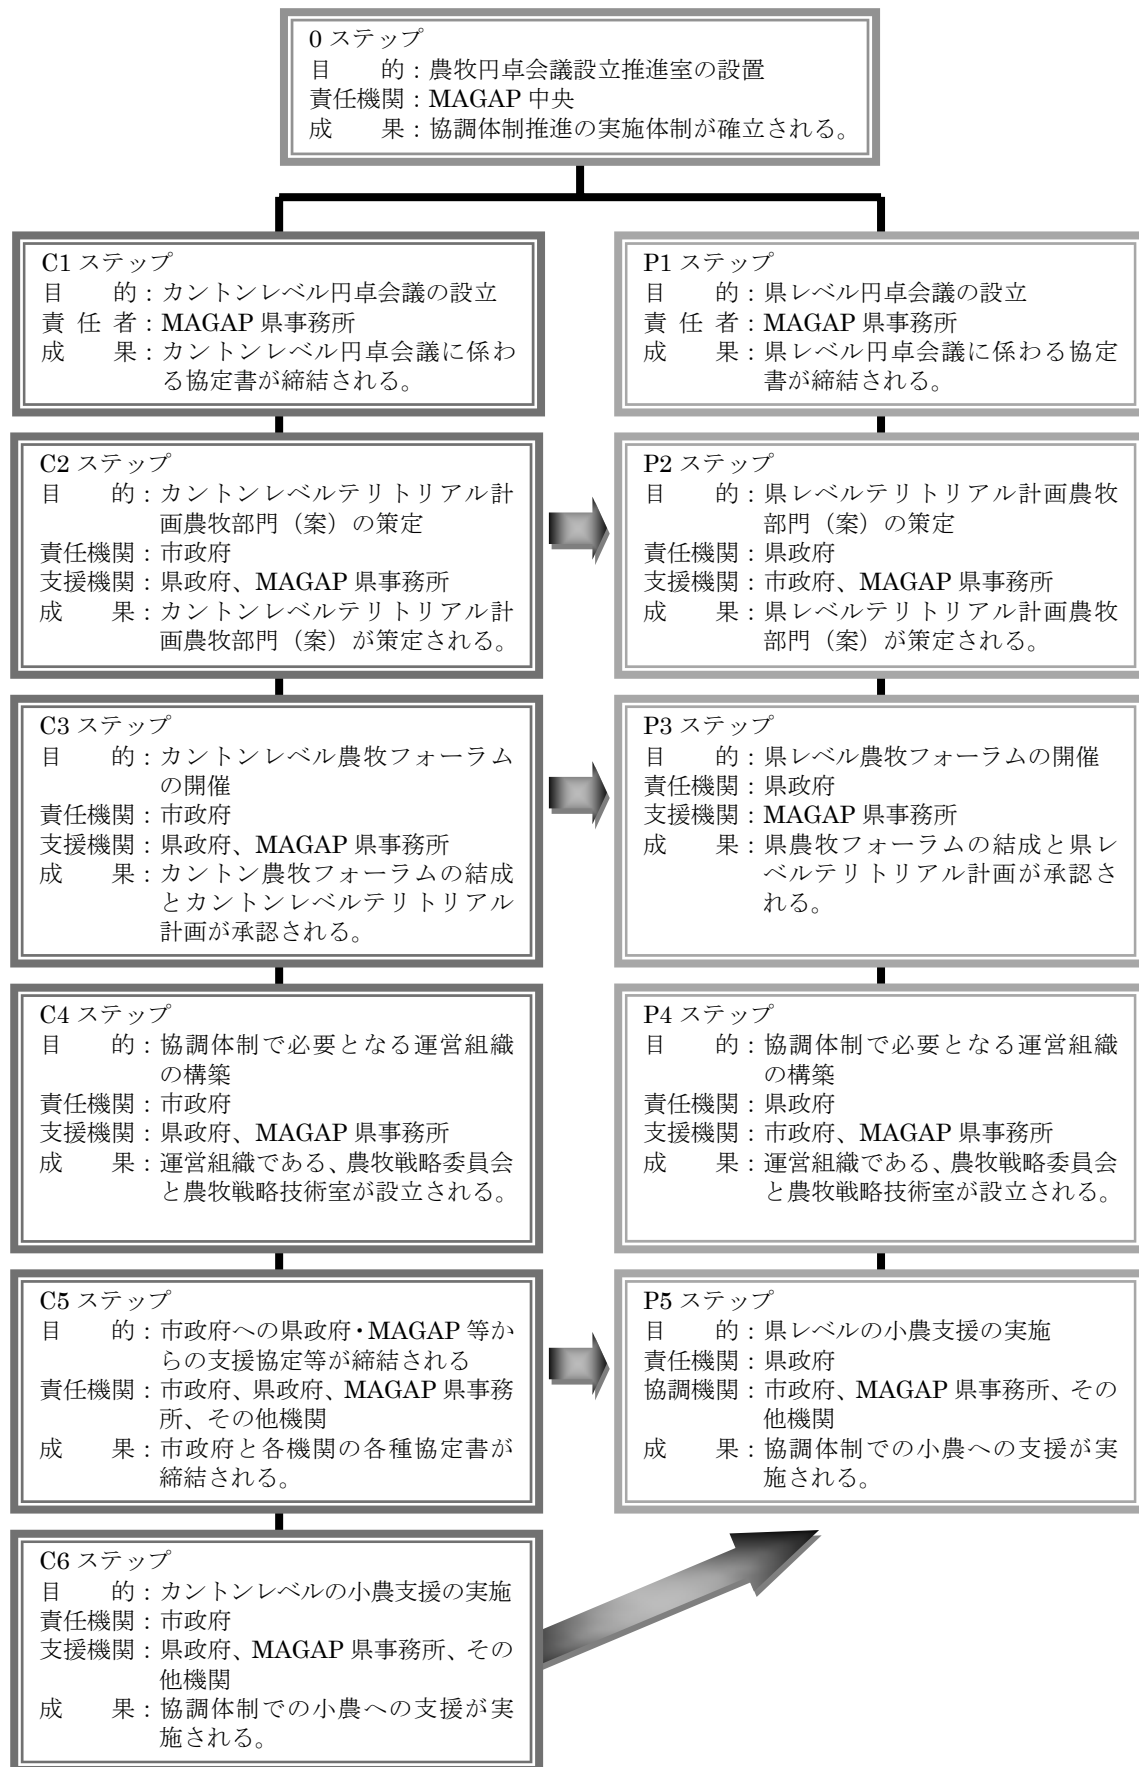 0 ステップ
目　　的：農牧円卓会議設立推進室の設置
責任機関：MAGAP 中央
成　　果：協調体制推進の実施体制が確立される。
C1 ステップ
目　　的：カントンレベル円卓会議の設立
責 任 者：MAGAP 県事務所
成　　果：カントンレベル円卓会議に係わ
る協定書が締結される。
P1 ステップ
目　　的：県レベル円卓会議の設立
責 任 者：MAGAP 県事務所
成　　果：県レベル円卓会議に係わる協定
書が締結される。
C2 ステップ
目　　的：カントンレベルテリトリアル計
画農牧部門（案）の策定
責任機関：市政府
支援機関：県政府、MAGAP 県事務所
成　　果：カントンレベルテリトリアル計
画農牧部門（案）が策定される。
P2 ステップ
目　　的：県レベルテリトリアル計画農牧
部門（案）の策定
責任機関：県政府
支援機関：市政府、MAGAP 県事務所
成　　果：県レベルテリトリアル計画農牧
部門（案）が策定される。
C3 ステップ
目　　的：カントンレベル農牧フォーラム
の開催
責任機関：市政府
支援機関：県政府、MAGAP 県事務所
成　　果：カントン農牧フォーラムの結成
とカントンレベルテリトリアル
計画が承認される。
P3 ステップ
目　　的：県レベル農牧フォーラムの開催
責任機関：県政府
支援機関：MAGAP 県事務所
成　　果：県農牧フォーラムの結成と県レ
ベルテリトリアル計画が承認さ
れる。
C4 ステップ
目　　的：協調体制で必要となる運営組織
の構築
責任機関：市政府
支援機関：県政府、MAGAP 県事務所
成　　果：運営組織である、農牧戦略委員会
と農牧戦略技術室が設立される。
P4 ステップ
目　　的：協調体制で必要となる運営組織
の構築
責任機関：県政府
支援機関：市政府、MAGAP 県事務所
成　　果：運営組織である、農牧戦略委員会
と農牧戦略技術室が設立される。
C5 ステップ
目　　的：市政府への県政府・MAGAP 等か
らの支援協定等が締結される
責任機関：市政府、県政府、MAGAP 県事務
所、その他機関
成　　果：市政府と各機関の各種協定書が
締結される。
P5 ステップ
目　　的：県レベルの小農支援の実施
責任機関：県政府
協調機関：市政府、MAGAP 県事務所、その
他機関
成　　果：協調体制での小農への支援が実
施される。
C6 ステップ
目　　的：カントンレベルの小農支援の実施
責任機関：市政府
支援機関：県政府、MAGAP 県事務所、その
他機関
成　　果：協調体制での小農への支援が実
施される。